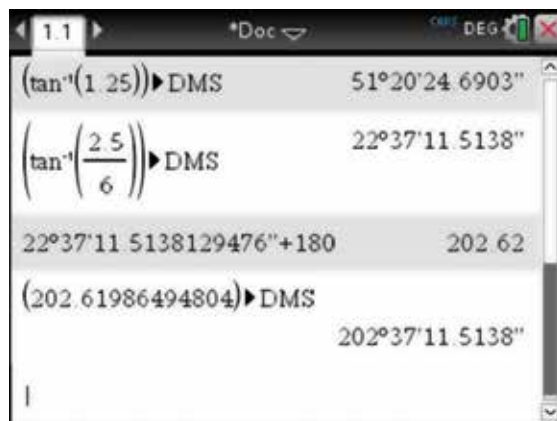 1.1 *Doc CAPS DEG
(tan⁻¹(1.25))▶DMS 51°20'24.6903"
(tan⁻¹(2.5/6))▶DMS 22°37'11.5138"
22°37'11.5138129476"+180 202.62
(202.61986494804)▶DMS
202°37'11.5138"